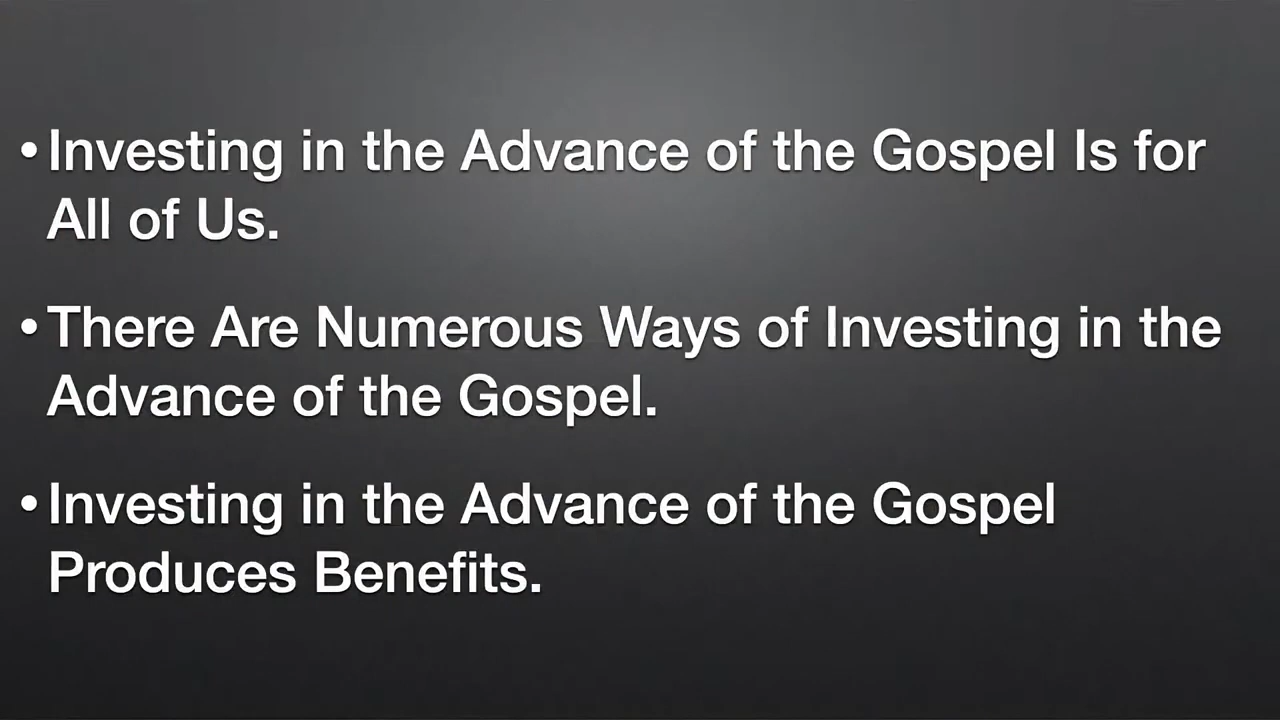 •Investing in the Advance of the Gospel Is for
All of Us.
•There Are Numerous Ways of Investing in the
Advance of the Gospel.
•Investing in the Advance of the Gospel
Produces Benefits.